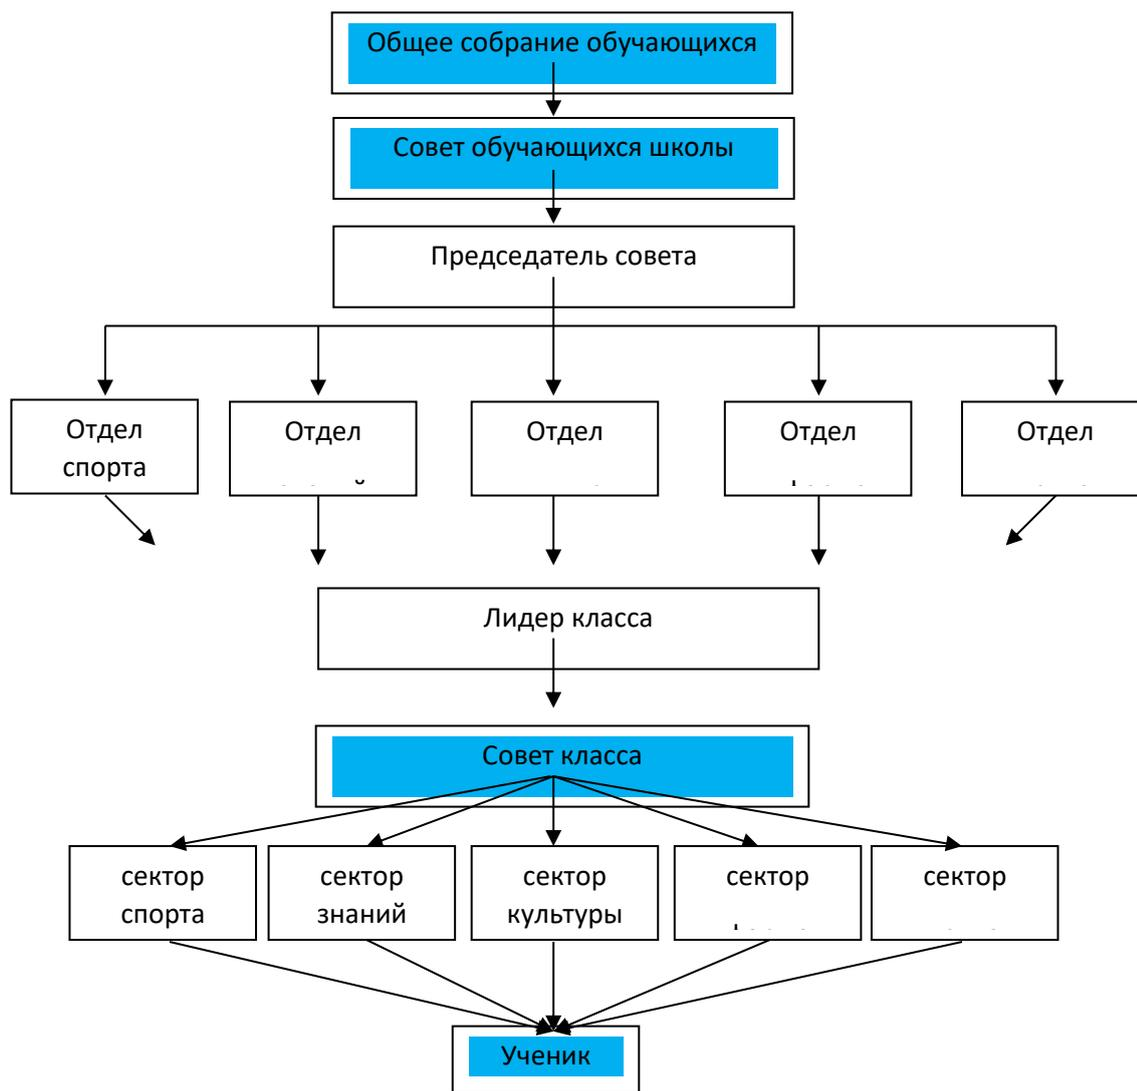 Общее собрание обучающихся
Совет обучающихся школы
Председатель совета
Отдел
спорта
Отдел
Отдел
Отдел
Отдел
Лидер класса
Совет класса
сектор
спорта
сектор
знаний
сектор
культуры
сектор
сектор
Ученик